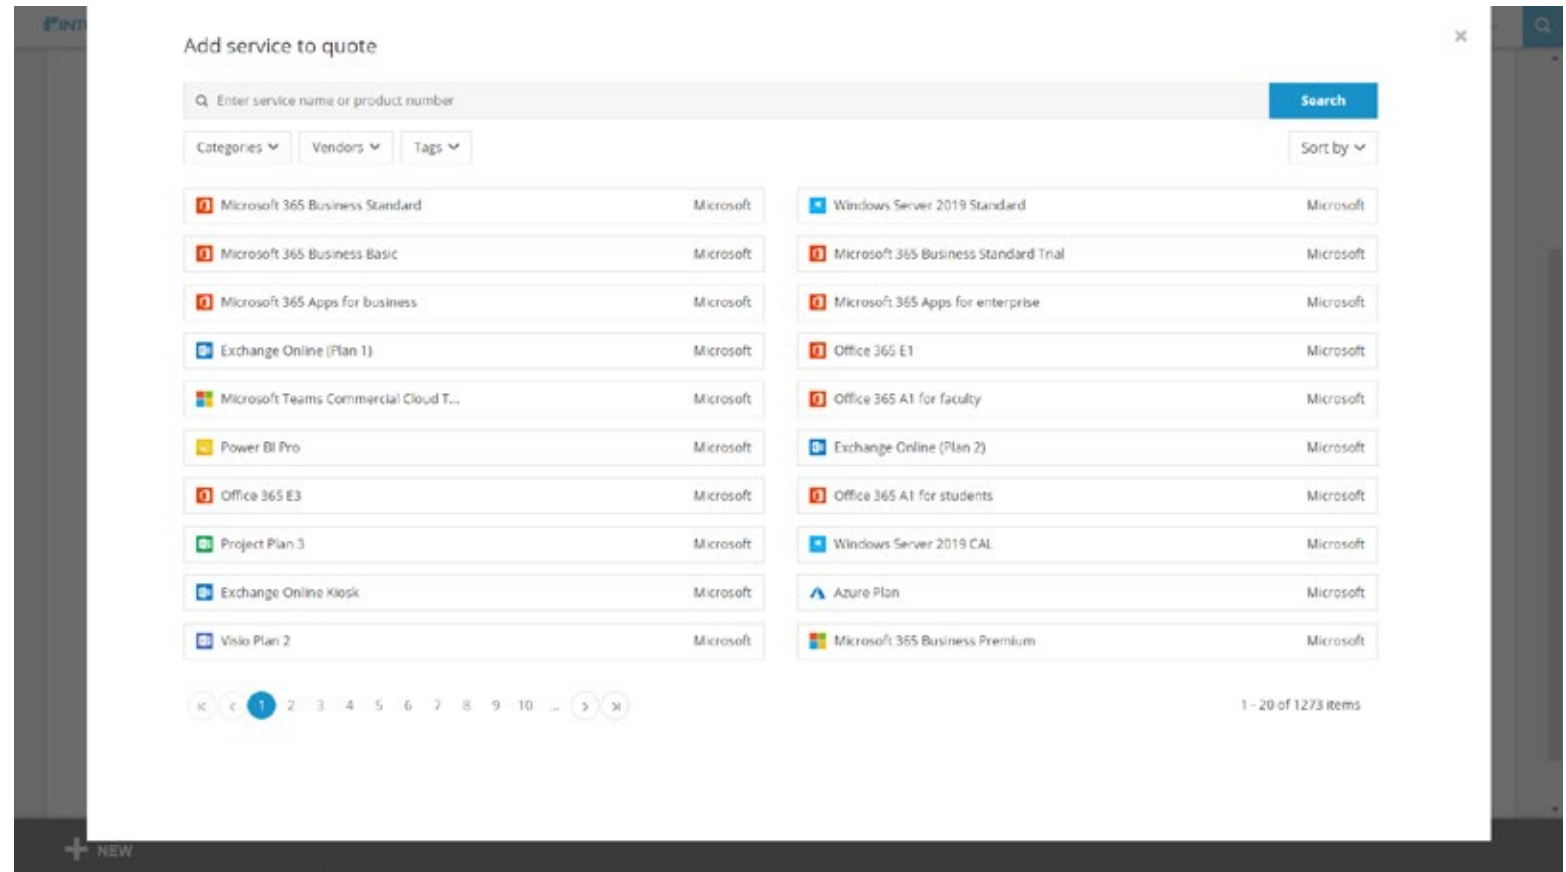 INT
Add service to quote
Enter service name or product number
Search
Categories
Vendors
Tags
Sort by
Microsoft 365 Business Standard Microsoft
Windows Server 2019 Standard Microsoft
Microsoft 365 Business Basic Microsoft
Microsoft 365 Business Standard Trial Microsoft
Microsoft 365 Apps for business Microsoft
Microsoft 365 Apps for enterprise Microsoft
Exchange Online (Plan 1) Microsoft
Office 365 E1 Microsoft
Microsoft Teams Commercial Cloud T... Microsoft
Office 365 A1 for faculty Microsoft
Power BI Pro Microsoft
Exchange Online (Plan 2) Microsoft
Office 365 E3 Microsoft
Office 365 A1 for students Microsoft
Project Plan 3 Microsoft
Windows Server 2019 CAL Microsoft
Exchange Online Kiosk Microsoft
Azure Plan Microsoft
Visio Plan 2 Microsoft
Microsoft 365 Business Premium Microsoft
1 2 3 4 5 6 7 8 9 10 ...
1 - 20 of 1273 items
NEW